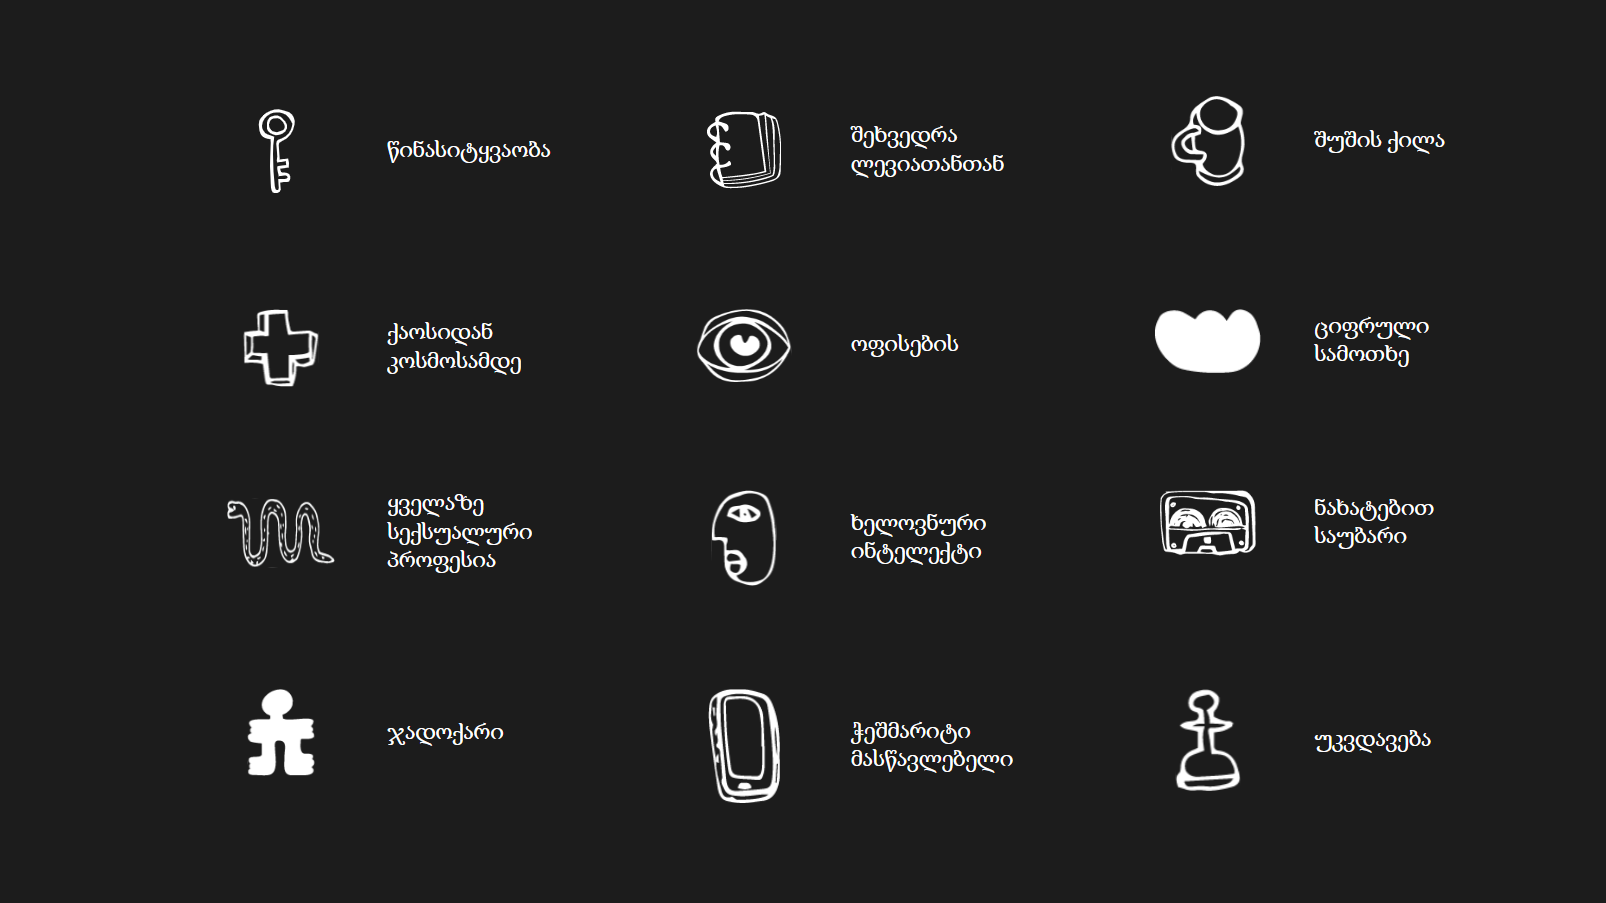 წინასიტყვაობა
შეხვედრა
ლევიათანთან
შუშის ქილა
ქაოსიდან
კოსმოსამდე
ოფისების
ციფრული
სამოთხე
ყველაზე
სექსუალური
პროფესია
ხელოვნური
ინტელექტი
ნახატებით
საუბარი
ჯადოქარი
ჭეშმარიტი
მასწავლებელი
უკვდავება